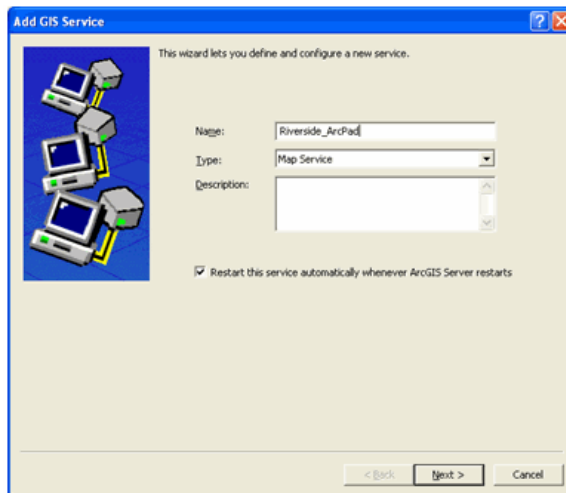 Add GIS Service
This wizard lets you define and configure a new service.
Name: Riverside_ArcPad
Type: Map Service
Description:
Restart this service automatically whenever ArcGIS Server restarts
< Back Next > Cancel